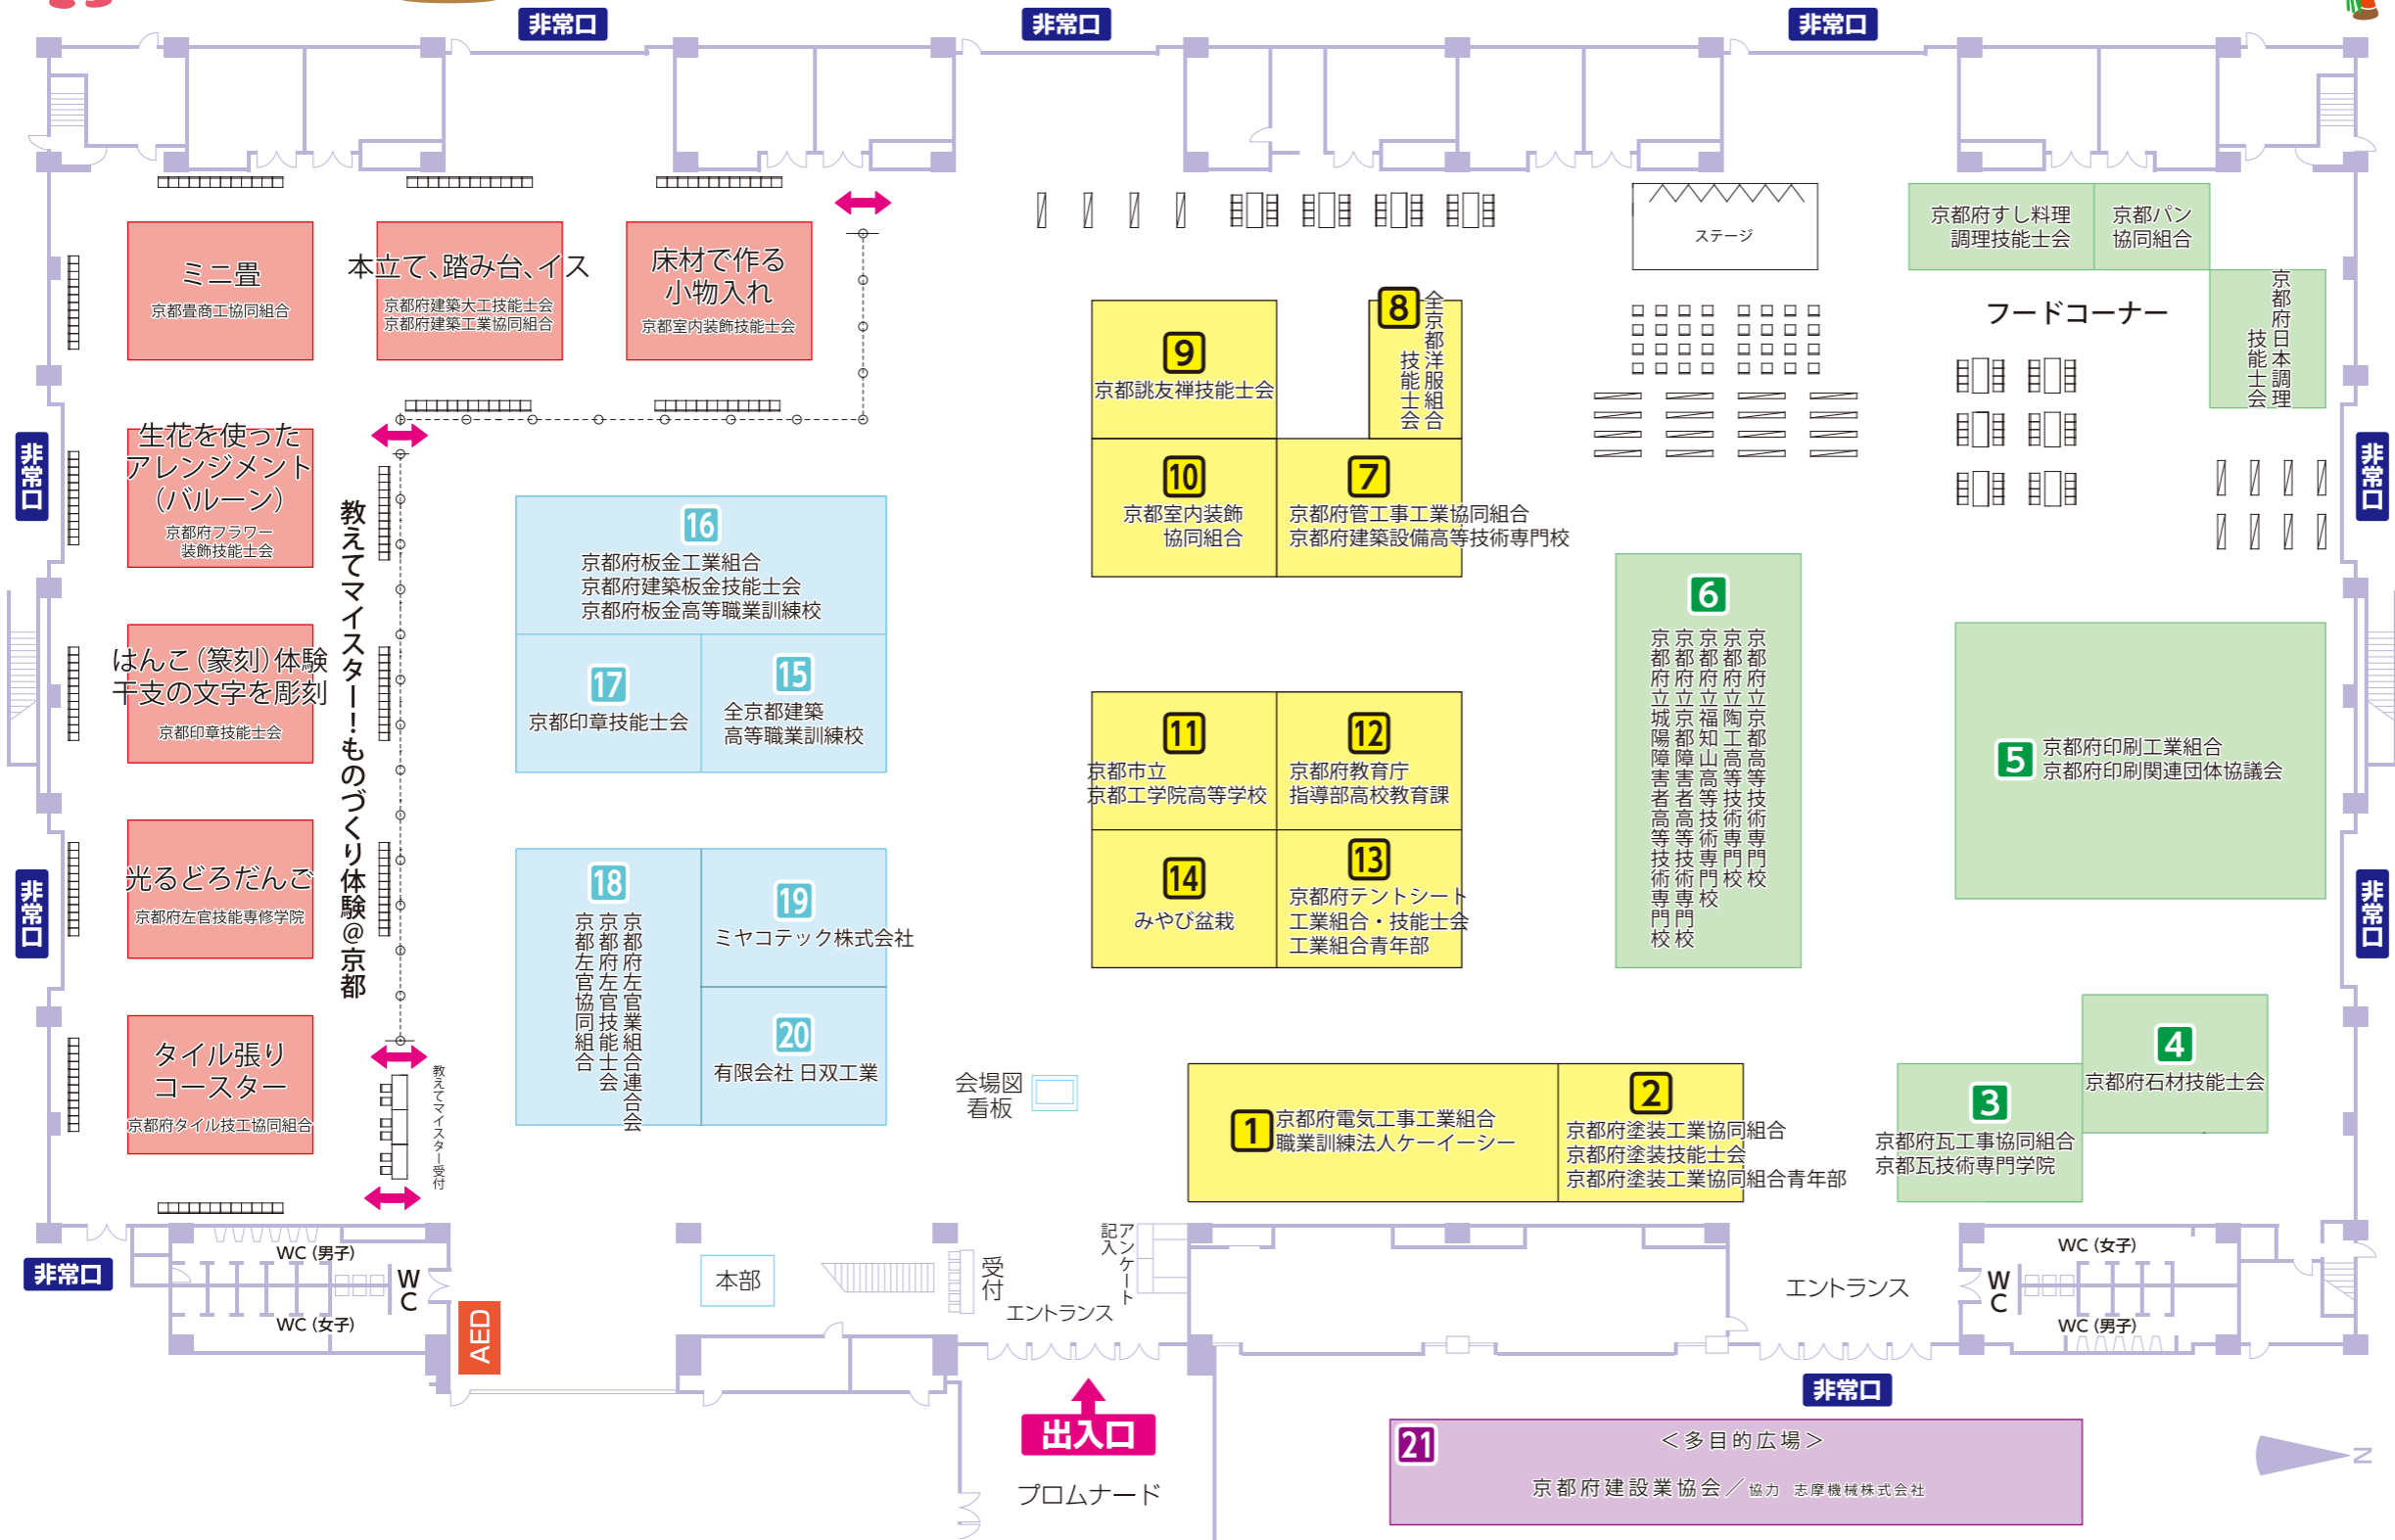 非常口
非常口
非常口
ミニ畳
京都畳商工協同組合
本立て、踏み台、イス
京都府建築大工技能士会
京都府建築工業協同組合
床材で作る
小物入れ
京都室内装飾技能士会
ステージ
京都府すし料理
調理技能士会
京都パン
協同組合
京都府日本調理
技能士会
フードコーナー
9
京都誂友禅技能士会
8
全京都洋服組合
技能士会
10
京都室内装飾
協同組合
7
京都府管工事工業協同組合
京都府建築設備高等技術専門校
非常口
生花を使った
アレンジメント
（バルーン）
京都府フラワー
装飾技能士会
教えてマイスター！ものづくり体験@京都
非常口
16
京都府板金工業組合
京都府建築板金技能士会
京都府板金高等職業訓練校
17
京都印章技能士会
15
全京都建築
高等職業訓練校
はんこ（篆刻）体験
干支の文字を彫刻
京都印章技能士会
6
京都府立京都高等技術専門校
京都府立陶工高等技術専門校
京都府立福知山高等技術専門校
京都府立京都障害者高等技術専門校
京都府立城陽障害者高等技術専門校
5
京都府印刷工業組合
京都府印刷関連団体協議会
11
京都市立
京都工学院高等学校
12
京都府教育庁
指導部高校教育課
14
みやび盆栽
13
京都府テントシート
工業組合・技能士会
工業組合青年部
非常口
光るどろだんご
京都府左官技能専修学院
非常口
18
京都府左官業組合連合会
京都府左官技能士会
京都左官協同組合
19
ミヤコテック株式会社
20
有限会社 日双工業
タイル張り
コースター
京都府タイル技工協同組合
教えてマイスター受付
会場図
看板
1
京都府電気工事工業組合
職業訓練法人ケーイーシー
2
京都府塗装工業協同組合
京都府塗装技能士会
京都府塗装工業協同組合青年部
3
京都府瓦工事協同組合
京都瓦技術専門学院
4
京都府石材技能士会
非常口
WC（男子）
WC
WC（女子）
AED
本部
受付
アンケート
記入
エントランス
エントランス
WC
WC（女子）
WC（男子）
非常口
出入口
プロムナード
21
＜多目的広場＞
京都府建設業協会／協力 志摩機械株式会社
N